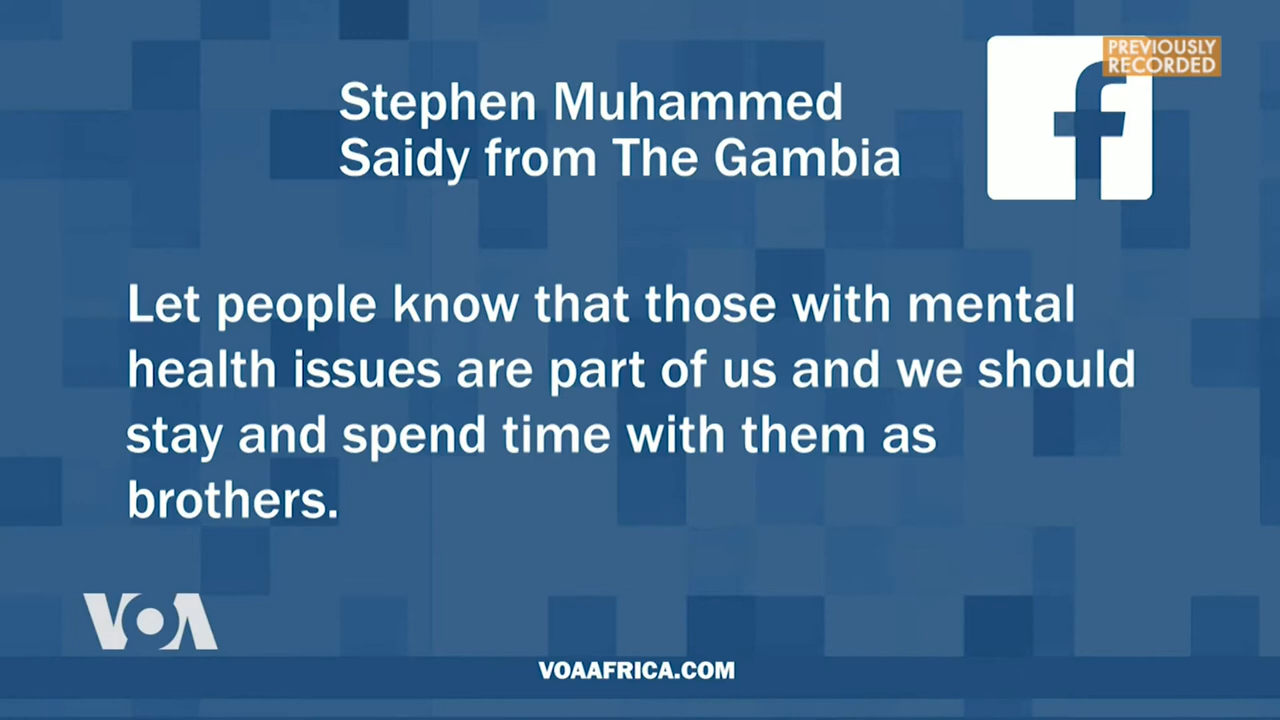 PREVIOUSLY
RECORDED
Stephen Muhammed
Saidy from The Gambia
f
Let people know that those with mental
health issues are part of us and we should
stay and spend time with them as
brothers.
VOA
VOAAFRICA.COM